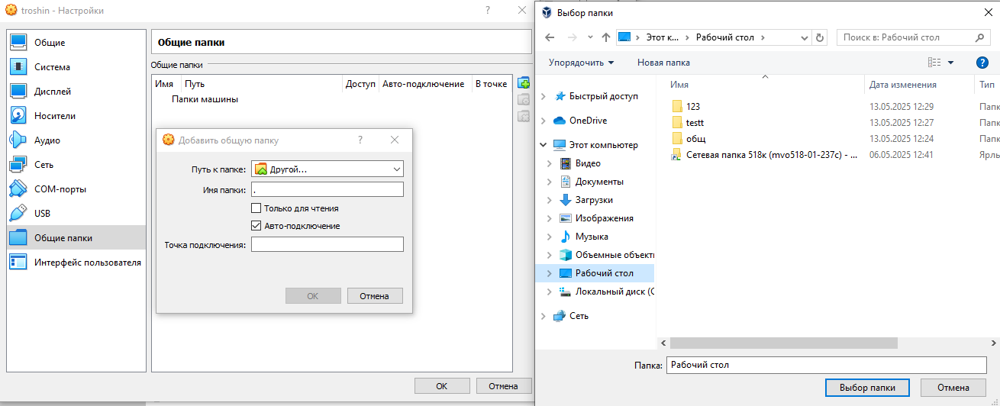 troshin - Настройки
?
Общие
Система
Дисплей
Носители
Аудио
Сеть
COM-порты
USB
Общие папки
Интерфейс пользователя
Общие папки
Общие папки
Имя Путь Доступ Авто-подключение В точке
Папки машины
Добавить общую папку
?
Путь к папке: Другой...
Имя папки: .
Только для чтения
Авто-подключение
Точка подключения:
OK Отмена
OK Отмена
Выбор папки
Этот к... Рабочий стол
Поиск в: Рабочий стол
Упорядочить Новая папка
?
Быстрый доступ
OneDrive
Этот компьютер
Видео
Документы
Загрузки
Изображения
Музыка
Объемные объект
Рабочий стол
Локальный диск (C
Сеть
Имя Дата изменения Тип
123 13.05.2025 12:29 Папк
testt 13.05.2025 12:27 Папк
общ 13.05.2025 12:24 Папк
Сетевая папка 518к (mvo518-01-237c) - ... 06.05.2025 12:41 Ярль
Папка: Рабочий стол
Выбор папки Отмена